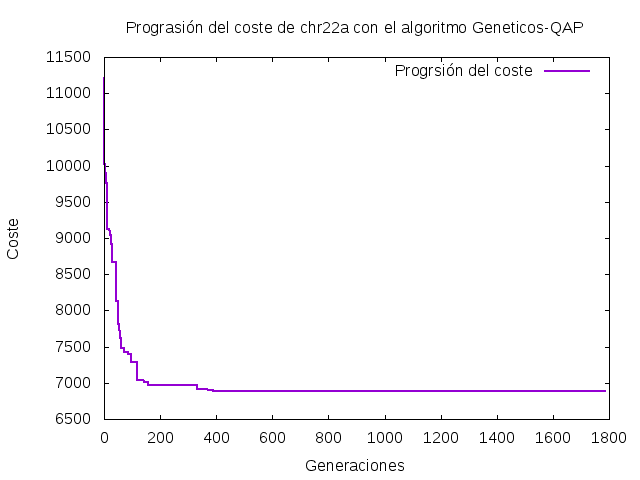 Prograsión del coste de chr22a con el algoritmo Geneticos-QAP
11500
Progrsión del coste
11000
10500
10000
9500
9000
Coste
8500
8000
7500
7000
6500
0 200 400 600 800 1000 1200 1400 1600 1800
Generaciones